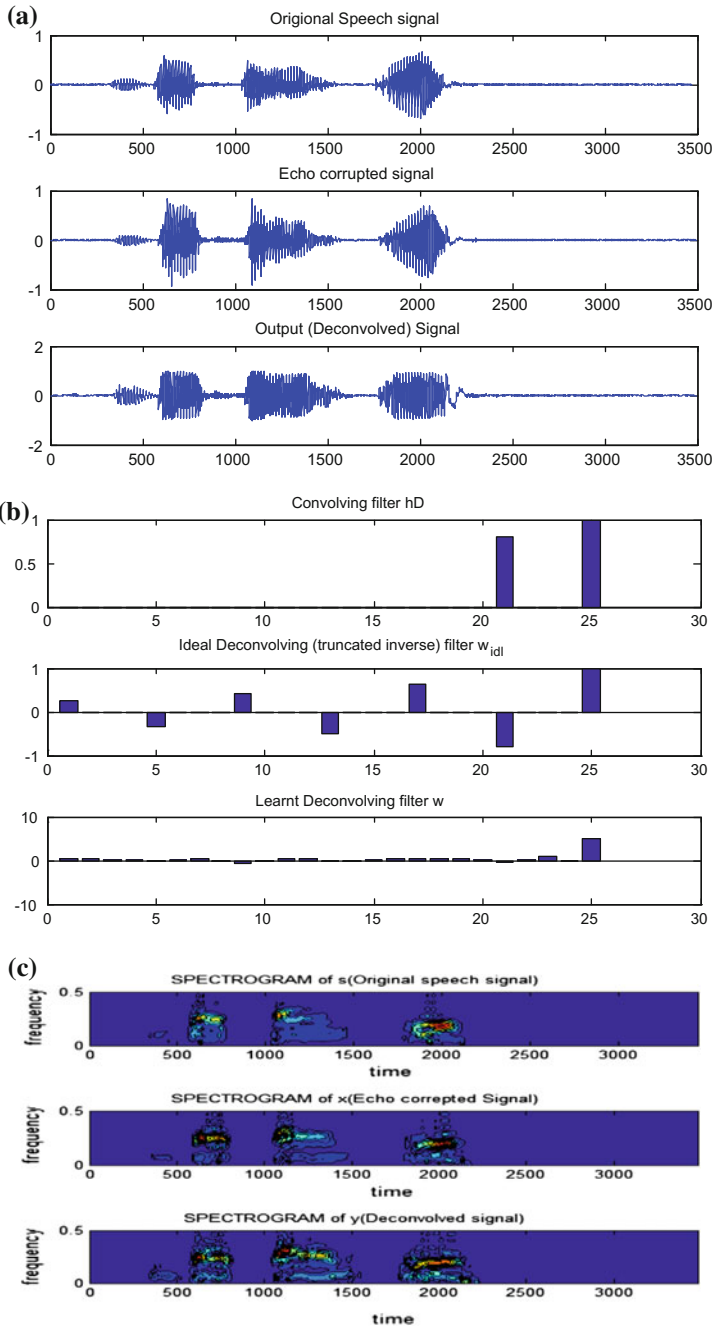 (a)
Origional Speech signal
1
0
-1
0 500 1000 1500 2000 2500 3000 3500
Echo corrupted signal
1
0
-1
0 500 1000 1500 2000 2500 3000 3500
Output (Deconvolved) Signal
2
0
-2
0 500 1000 1500 2000 2500 3000 3500
(b)
Convolving filter hD
1
0.5
0
0 5 10 15 20 25 30
Ideal Deconvolving (truncated inverse) filter w_idl
1
0
-1
0 5 10 15 20 25 30
Learnt Deconvolving filter w
10
0
-10
0 5 10 15 20 25 30
(c)
SPECTROGRAM of s(Original speech signal)
frequency
0.5
0
0 500 1000 1500 2000 2500 3000
time
SPECTROGRAM of x(Echo correpted Signal)
frequency
0.5
0
0 500 1000 1500 2000 2500 3000
time
SPECTROGRAM of y(Deconvolved signal)
frequency
0.5
0
0 500 1000 1500 2000 2500 3000
time